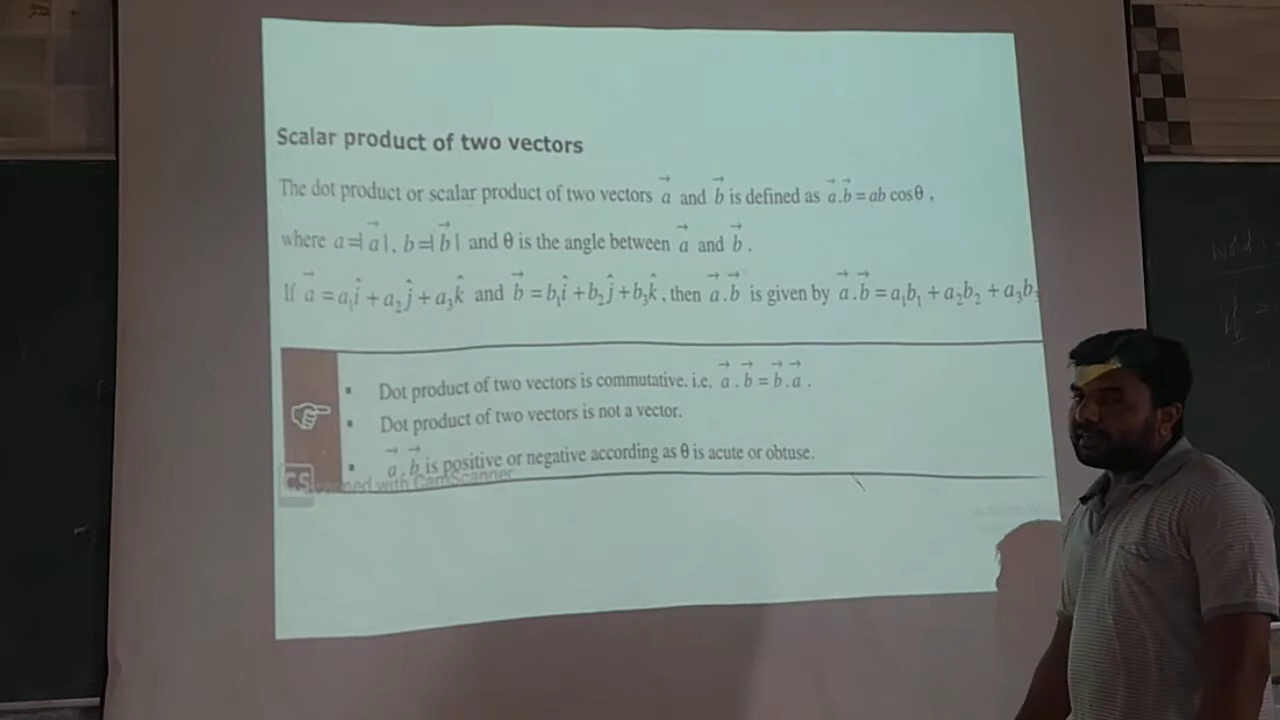 Scalar product of two vectors
The dot product or scalar product of two vectors a⃗ and b⃗ is defined as a⃗.b⃗ = ab cosθ ,
where a=|a⃗|, b=|b⃗| and θ is the angle between a⃗ and b⃗ .
If a⃗ = a₁î + a₂ĵ + a₃k̂ and b⃗ = b₁î + b₂ĵ + b₃k̂ , then a⃗.b⃗ is given by a⃗.b⃗ = a₁b₁ + a₂b₂ + a₃b₃
▪ Dot product of two vectors is commutative. i.e. a⃗ . b⃗ = b⃗ . a⃗ .
▪ Dot product of two vectors is not a vector.
▪ a⃗ . b⃗ is positive or negative according as θ is acute or obtuse.
CS canned with CamScanner